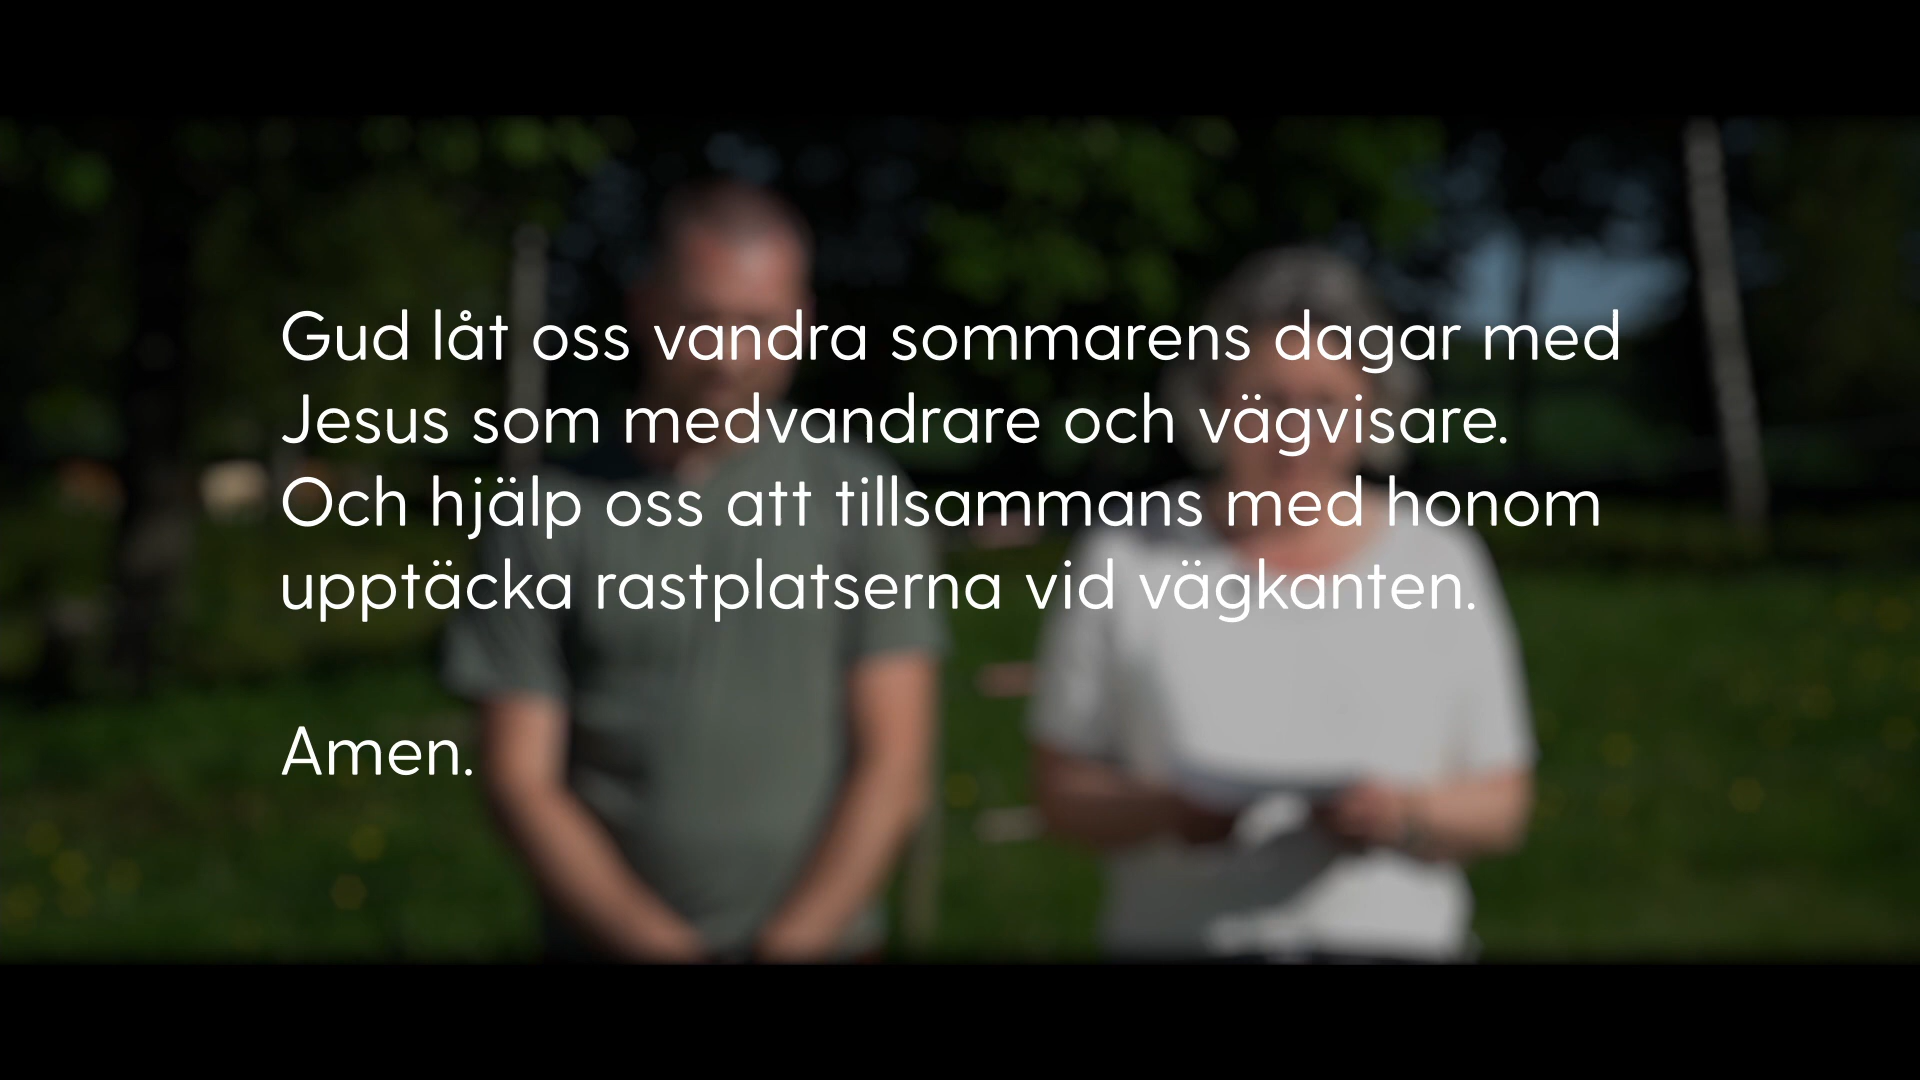 Gud låt oss vandra sommarens dagar med
Jesus som medvandrare och vägvisare.
Och hjälp oss att tillsammans med honom
upptäcka rastplatserna vid vägkanten.
Amen.